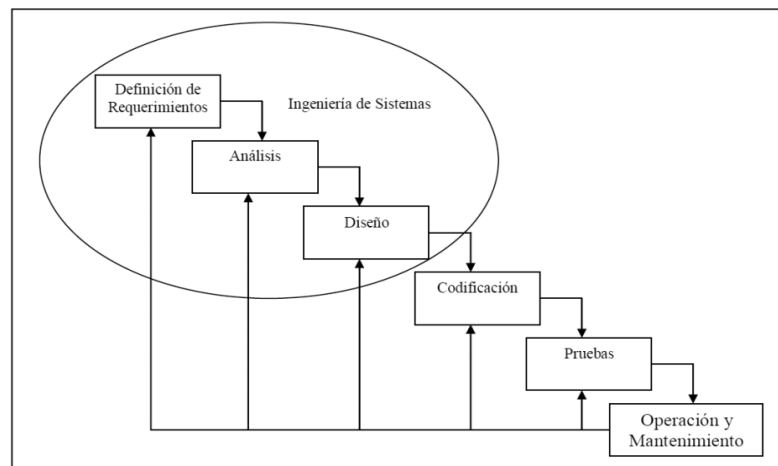 Definición de
Requerimientos
Ingeniería de Sistemas
Análisis
Diseño
Codificación
Pruebas
Operación y
Mantenimiento